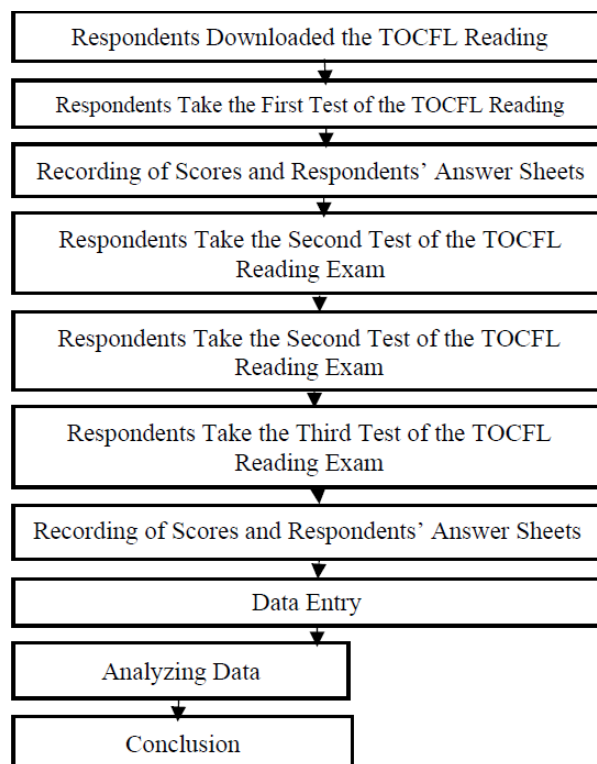 Respondents Downloaded the TOCFL Reading
Respondents Take the First Test of the TOCFL Reading
Recording of Scores and Respondents’ Answer Sheets
Respondents Take the Second Test of the TOCFL
Reading Exam
Respondents Take the Second Test of the TOCFL
Reading Exam
Respondents Take the Third Test of the TOCFL
Reading Exam
Recording of Scores and Respondents’ Answer Sheets
Data Entry
Analyzing Data
Conclusion